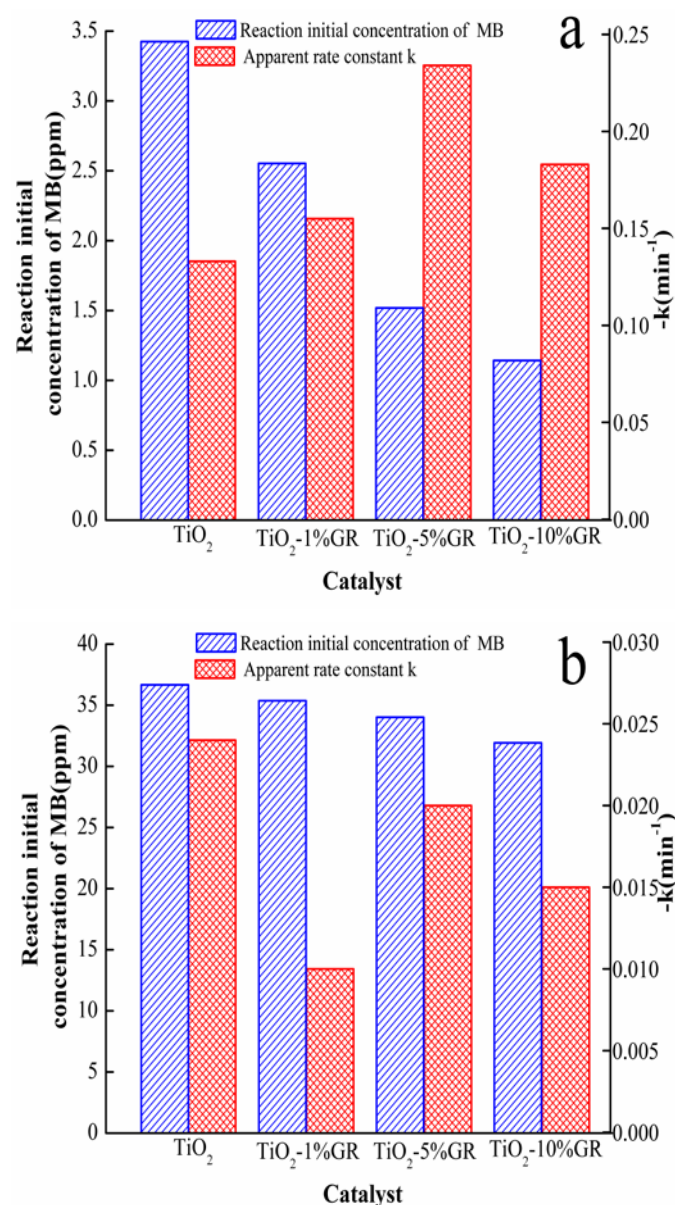 a
Reaction initial concentration of MB
Apparent rate constant k
3.5
3.0
2.5
2.0
1.5
1.0
0.5
0.0
Reaction initial
concentration of MB(ppm)
0.25
0.20
0.15
0.10
0.05
0.00
-k(min⁻¹)
TiO₂
TiO₂-1%GR
TiO₂-5%GR
TiO₂-10%GR
Catalyst
b
Reaction initial concentration of MB
Apparent rate constant k
40
35
30
25
20
15
10
5
0
Reaction initial
concentration of MB(ppm)
0.030
0.025
0.020
0.015
0.010
0.005
0.000
-k(min⁻¹)
TiO₂
TiO₂-1%GR
TiO₂-5%GR
TiO₂-10%GR
Catalyst